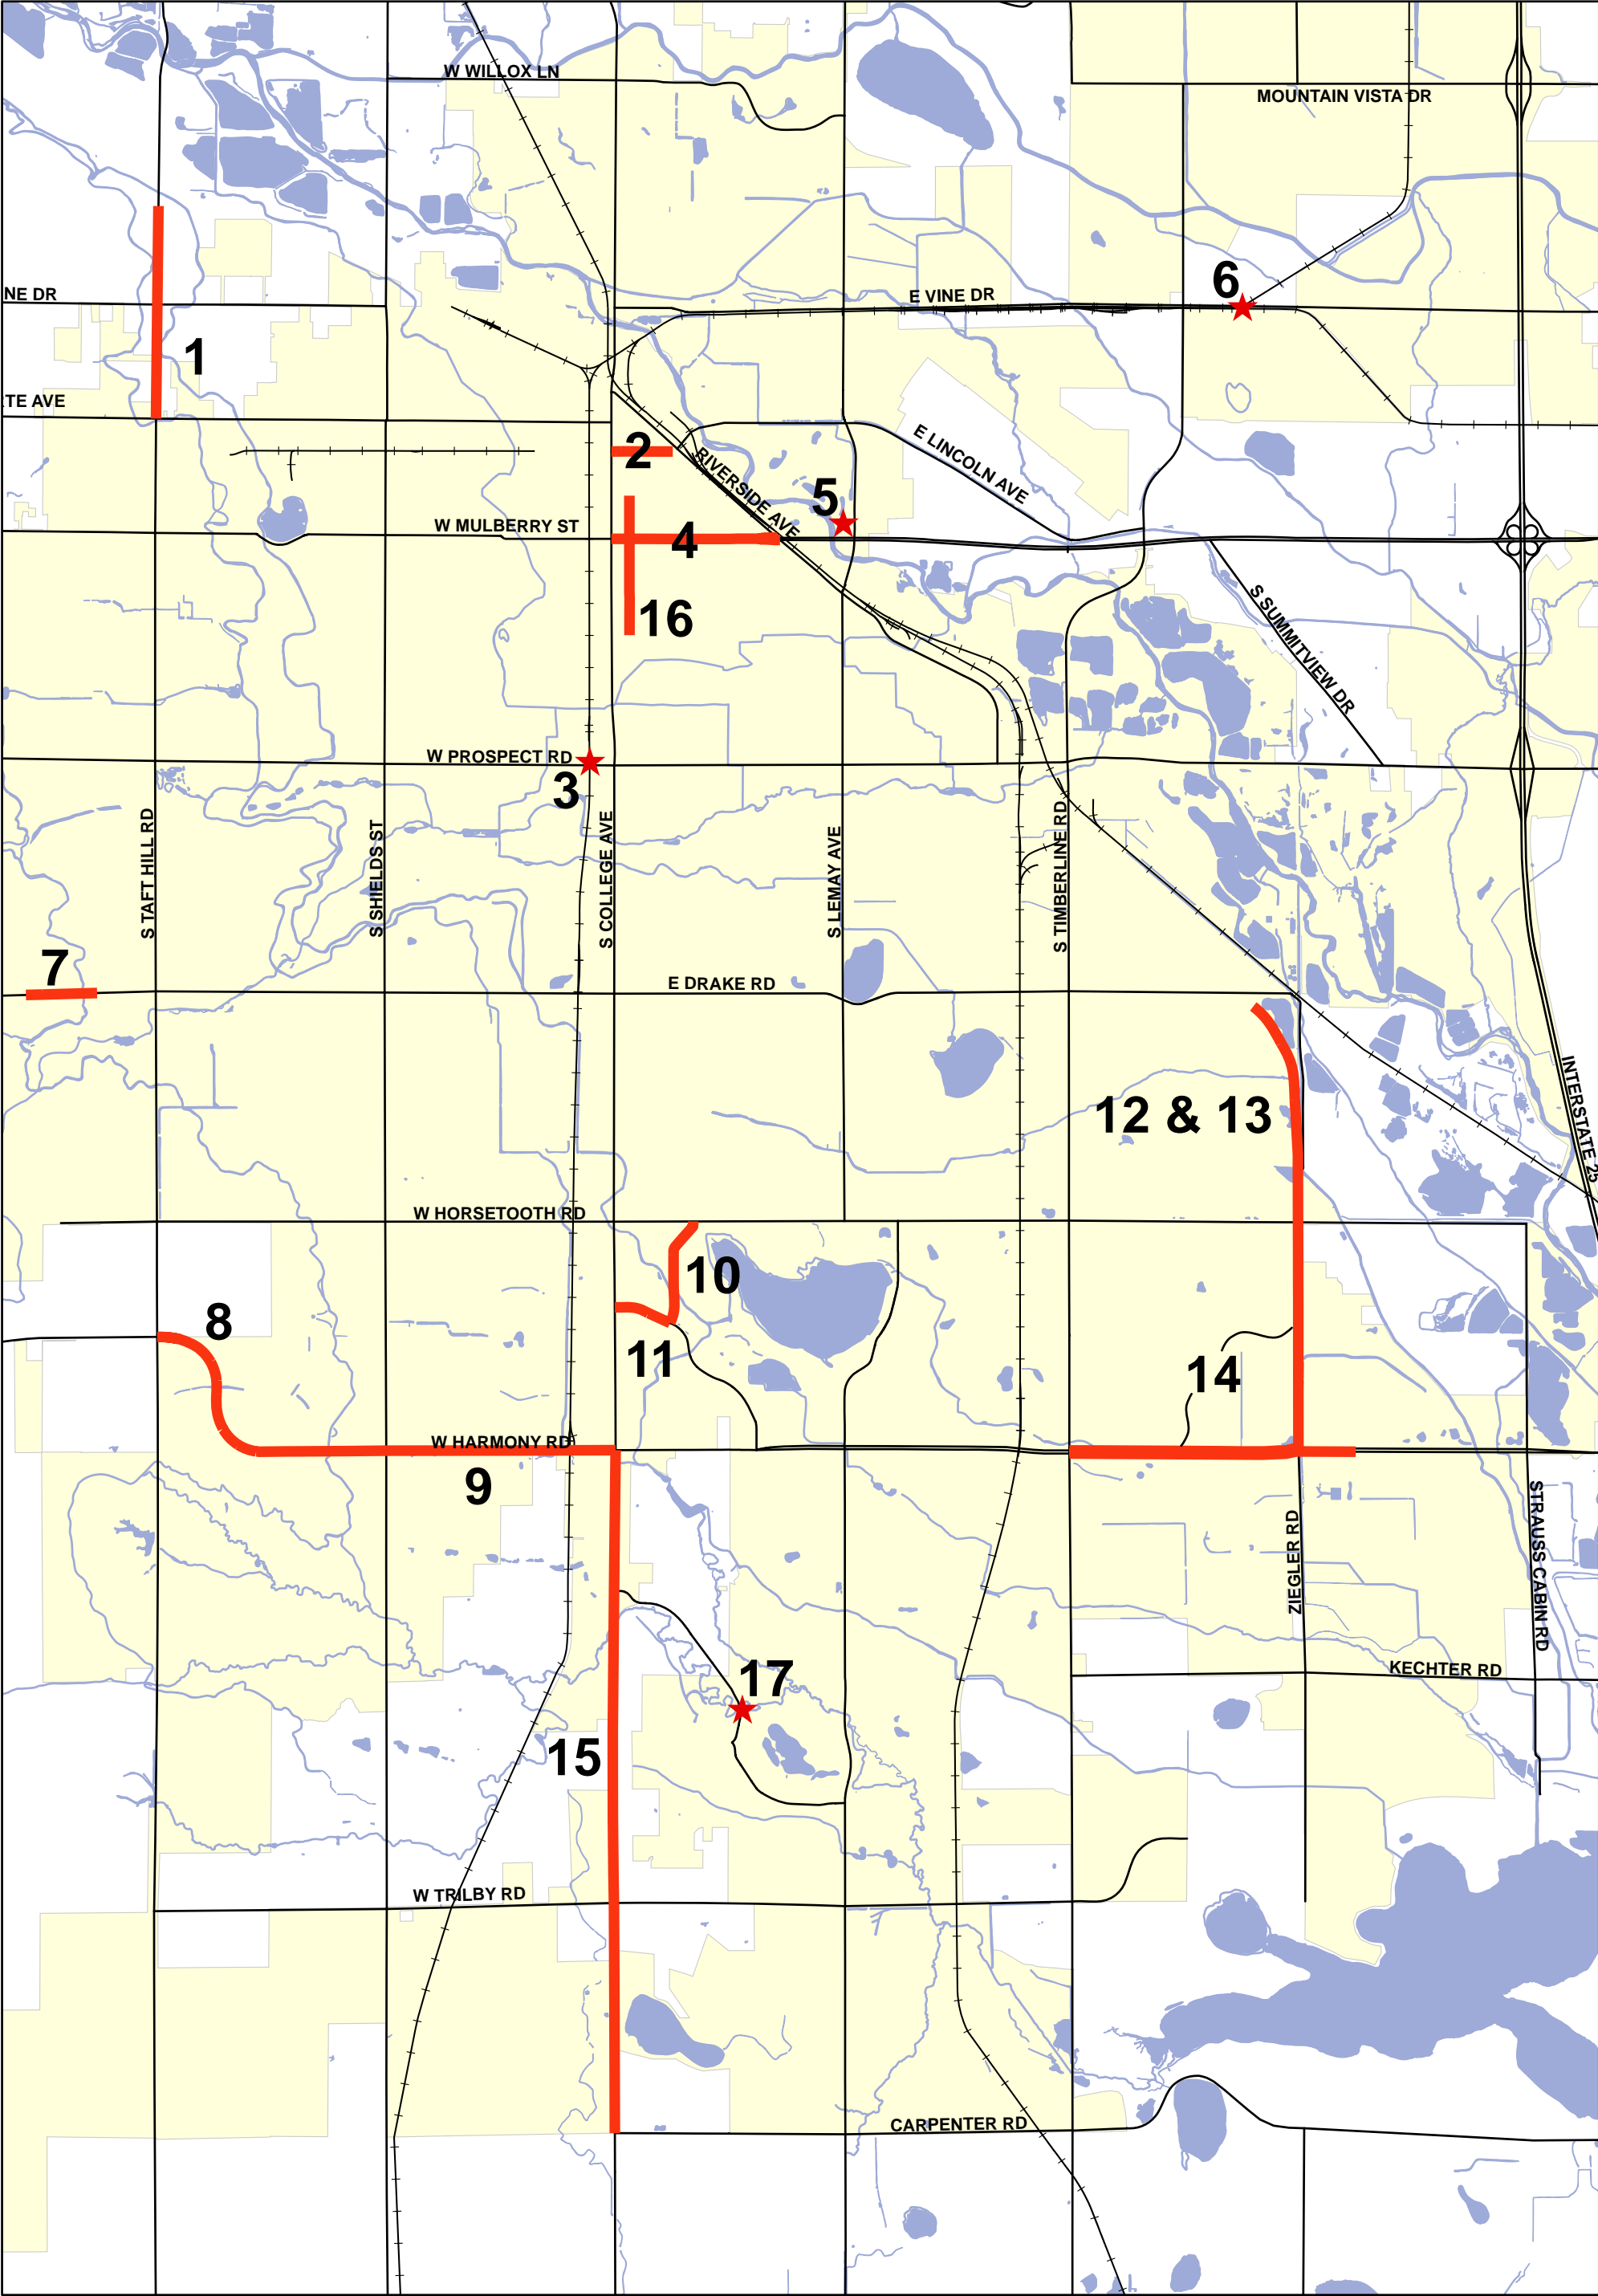 W WILLOX LN
MOUNTAIN VISTA DR
6
NE DR
E VINE DR
1
TE AVE
2
RIVERSIDE AVE
E LINCOLN AVE
5
W MULBERRY ST
4
16
S SUMMITVIEW DR
W PROSPECT RD
3
S TAFT HILL RD
S SHIELDS ST
S COLLEGE AVE
S LEMAY AVE
S TIMBERLINE RD
7
E DRAKE RD
INTERSTATE 25
12 & 13
W HORSETOOTH RD
10
8
11
14
W HARMONY RD
9
ZIEGLER RD
STRAUSS CABIN RD
17
KECHTER RD
15
W TRILBY RD
CARPENTER RD